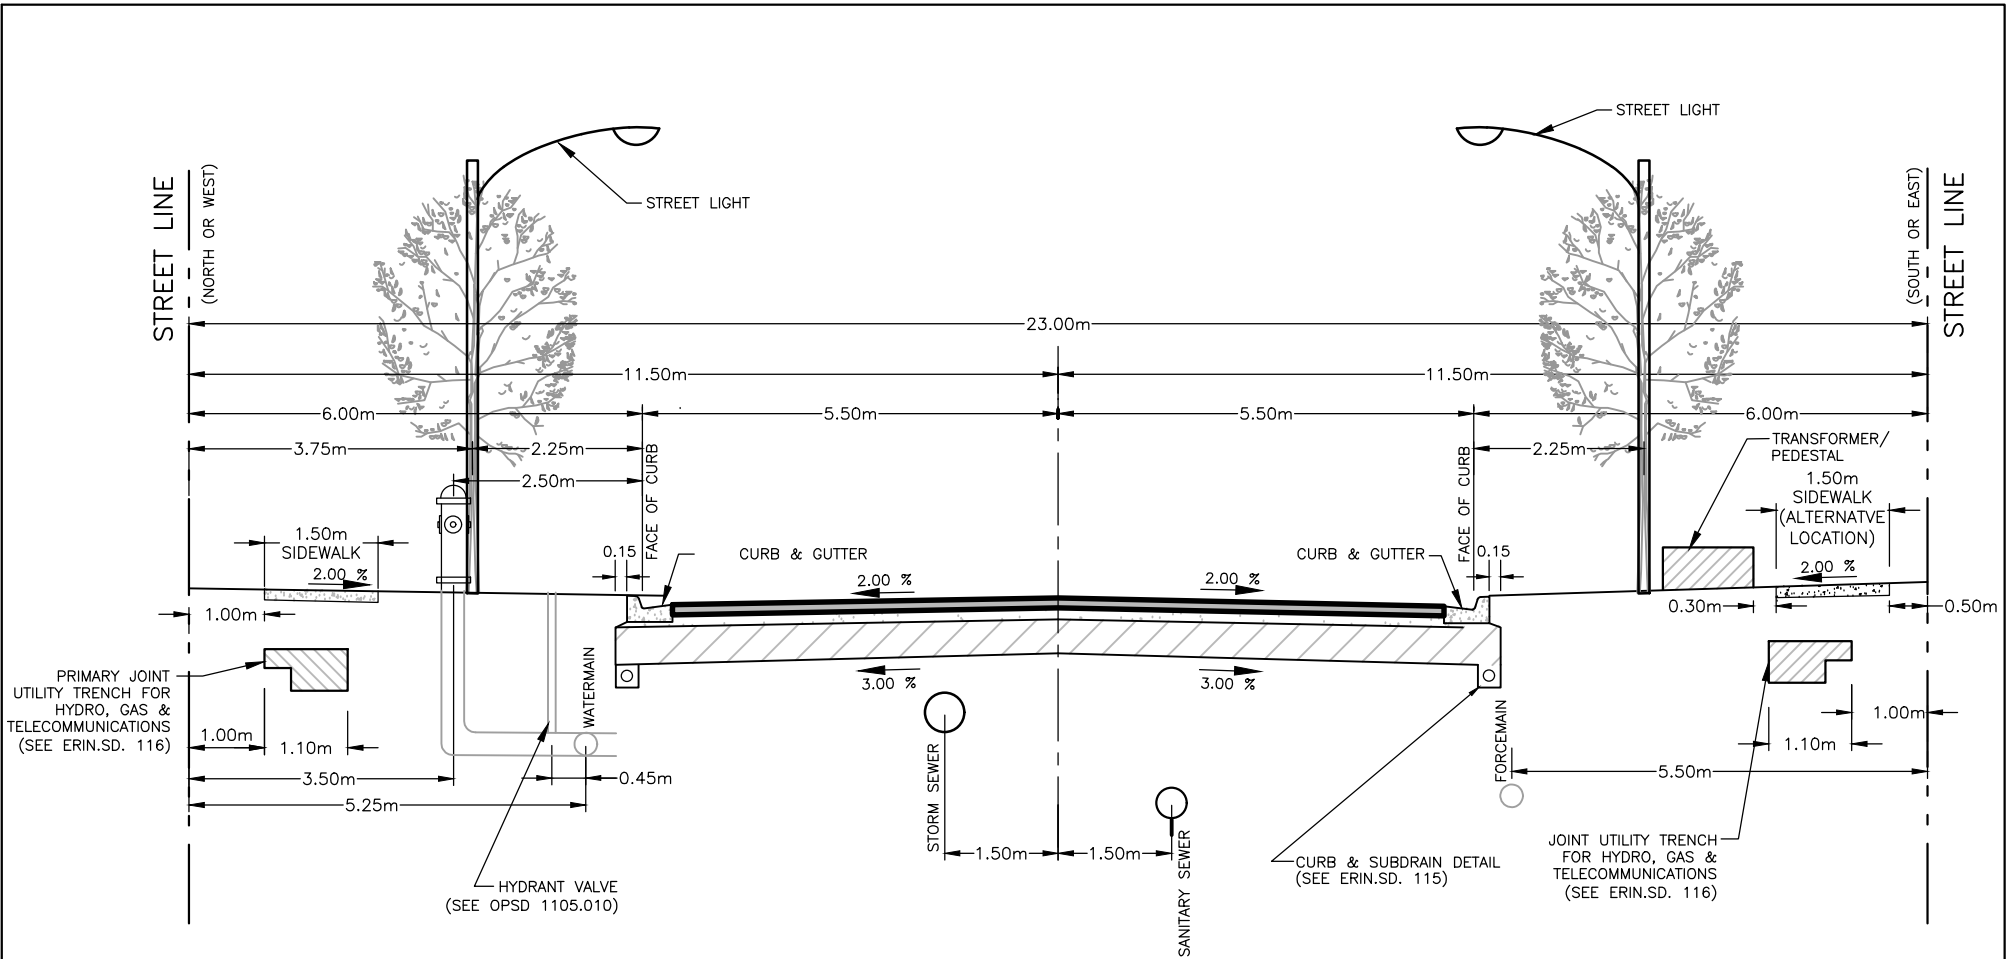 STREET LIGHT
STREET LIGHT
STREET LINE
(NORTH OR WEST)
(SOUTH OR EAST)
STREET LINE
23.00m
11.50m
11.50m
6.00m
5.50m
5.50m
6.00m
3.75m
2.25m
2.25m
2.50m
FACE OF CURB
FACE OF CURB
TRANSFORMER/
PEDESTAL
1.50m
SIDEWALK
(ALTERNATVE
LOCATION)
1.50m
SIDEWALK
2.00 %
0.15
CURB & GUTTER
CURB & GUTTER
0.15
2.00 %
2.00 %
2.00 %
1.00m
0.30m
0.50m
PRIMARY JOINT
UTILITY TRENCH FOR
HYDRO, GAS &
TELECOMMUNICATIONS
(SEE ERIN.SD. 116)
WATERMAIN
3.00 %
3.00 %
1.00m
1.10m
1.00m
1.10m
3.50m
0.45m
5.25m
STORM SEWER
FORCEMAIN
5.50m
1.50m
1.50m
SANITARY SEWER
HYDRANT VALVE
(SEE OPSD 1105.010)
CURB & SUBDRAIN DETAIL
(SEE ERIN.SD. 115)
JOINT UTILITY TRENCH
FOR HYDRO, GAS &
TELECOMMUNICATIONS
(SEE ERIN.SD. 116)